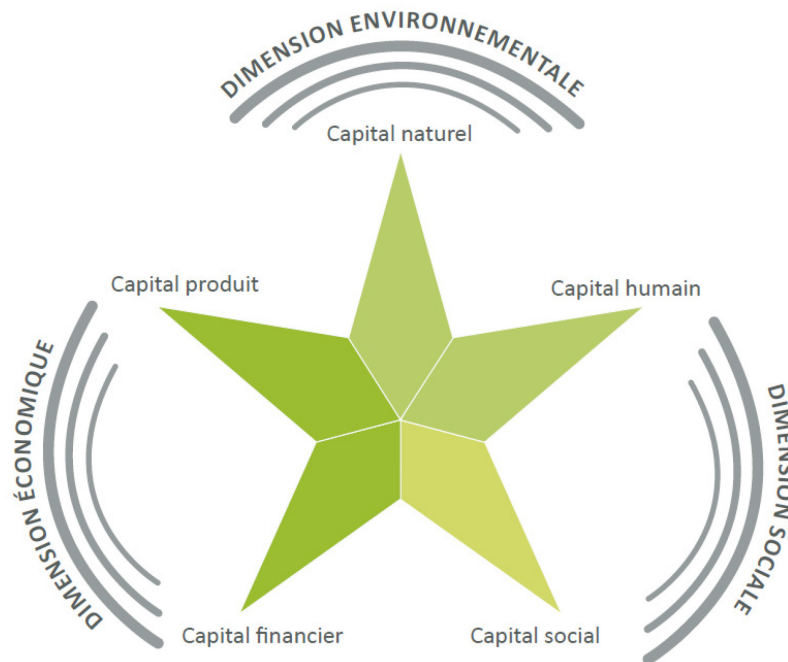 DIMENSION ENVIRONNEMENTALE
Capital naturel
Capital produit
Capital humain
DIMENSION ÉCONOMIQUE
DIMENSION SOCIALE
Capital financier
Capital social